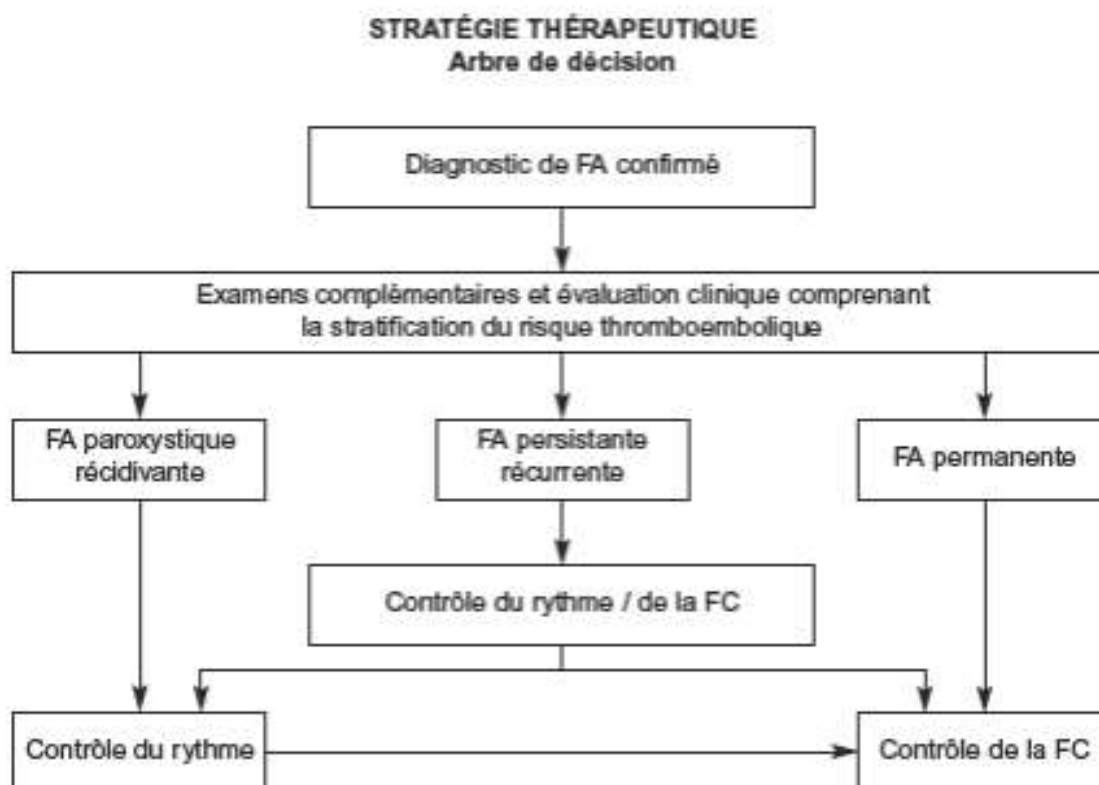 STRATÉGIE THÉRAPEUTIQUE
Arbre de décision
Diagnostic de FA confirmé
Examens complémentaires et évaluation clinique comprenant
la stratification du risque thromboembolique
FA paroxystique
récidivante
FA persistante
récurrente
FA permanente
Contrôle du rythme / de la FC
Contrôle du rythme
Contrôle de la FC